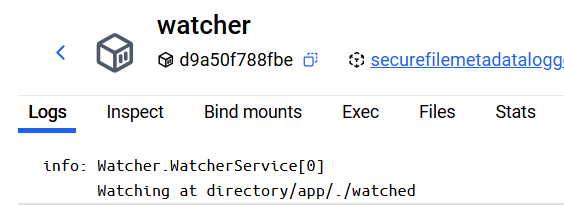 watcher
d9a50f788fbe securefilemetadatalogg
Logs Inspect Bind mounts Exec Files Stats
info: Watcher.WatcherService[0]
Watching at directory/app/./watched